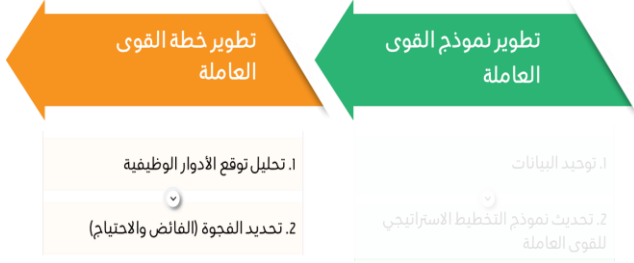 تطوير نموذج القوى
العاملة
1. توحيد البيانات
2. تحديث نموذج التخطيط الاستراتيجي
للقوى العاملة
تطوير خطة القوى
العاملة
1. تحليل توقع الأدوار الوظيفية
2. تحديد الفجوة (الفائض والاحتياج)